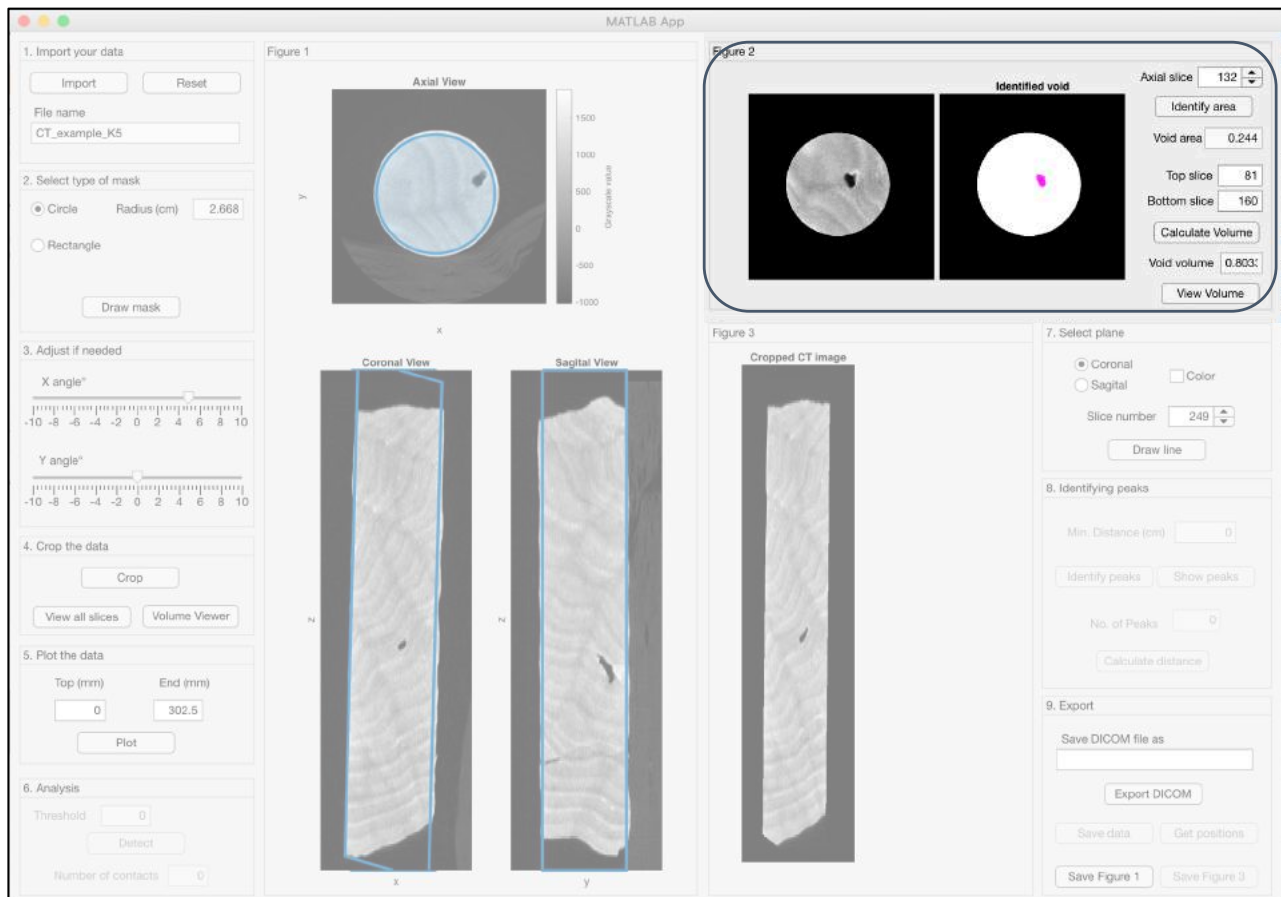 MATLAB App
1. Import your data
Import Reset
File name
CT_example_K5
2. Select type of mask
Circle Radius (cm) 2.668
Rectangle
Draw mask
3. Adjust if needed
X angle°
-10 -8 -6 -4 -2 0 2 4 6 8 10
Y angle°
-10 -8 -6 -4 -2 0 2 4 6 8 10
4. Crop the data
Crop
View all slices Volume Viewer
5. Plot the data
Top (mm) End (mm)
0 302.5
Plot
6. Analysis
Threshold 0
Detect
Number of contacts 0
Figure 1
Axial View
y
x
1500
1000
500
0
-500
-1000
Grayscale value
Coronal View
z
x
Sagital View
z
y
Figure 2
Identified void
Axial slice 132
Identify area
Void area 0.244
Top slice 81
Bottom slice 160
Calculate Volume
Void volume 0.803
View Volume
Figure 3
Cropped CT image
7. Select plane
Coronal
Color
Sagital
Slice number 249
Draw line
8. Identifying peaks
Min. Distance (cm) 0
Identify peaks Show peaks
No. of Peaks 0
Calculate distance
9. Export
Save DICOM file as
Export DICOM
Save data Get positions
Save Figure 1 Save Figure 3